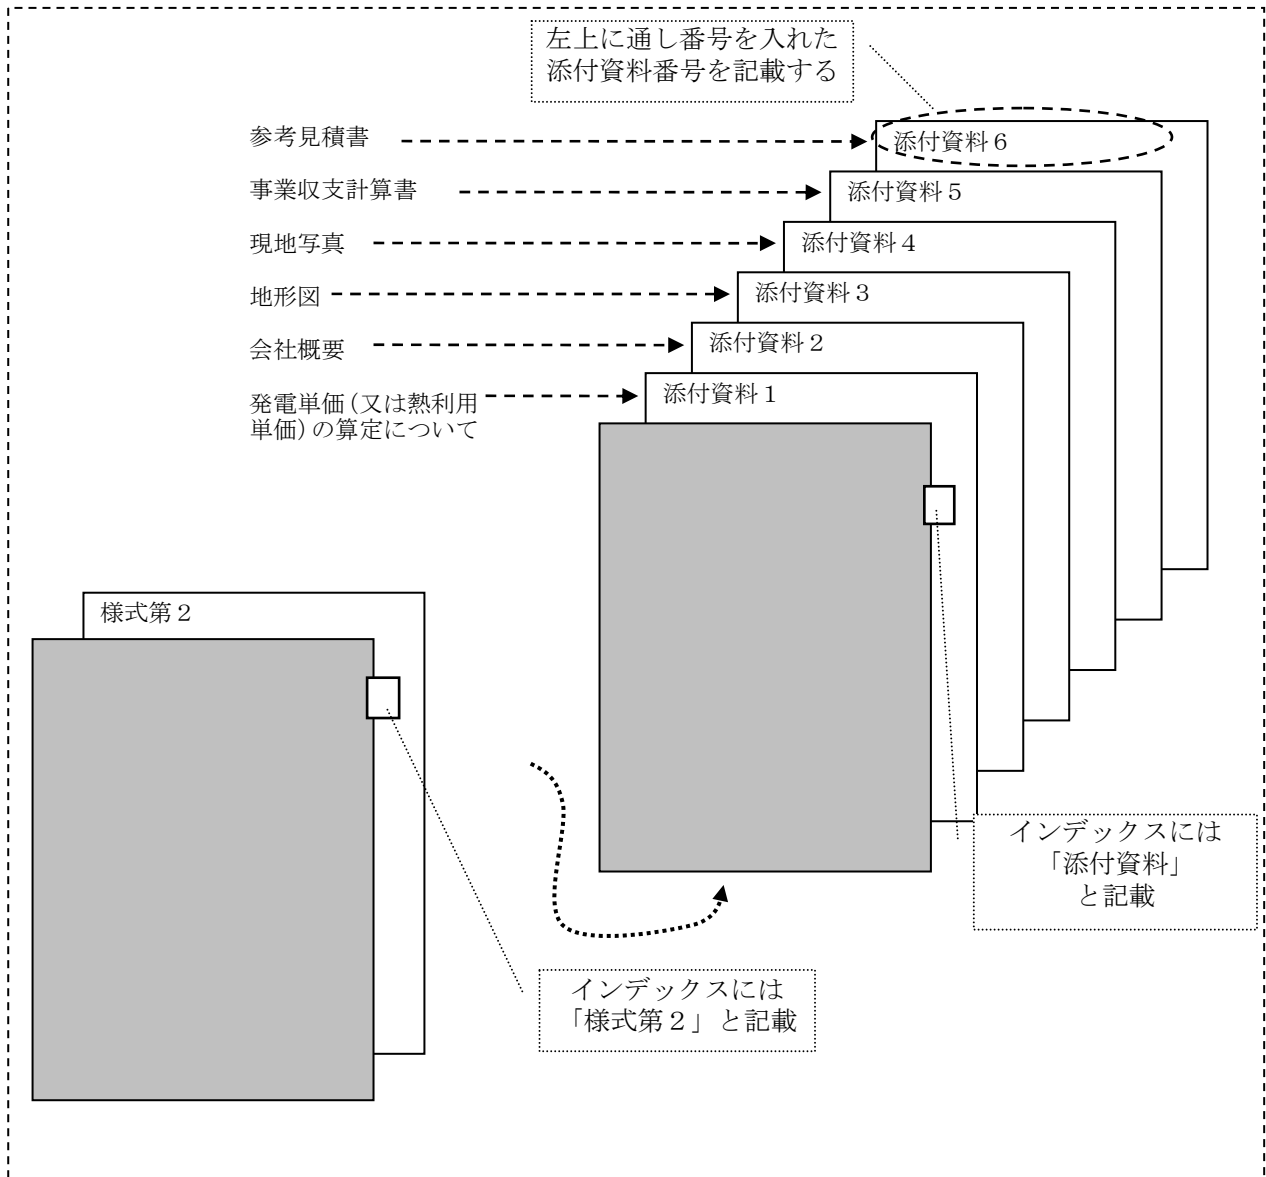 左上に通し番号を入れた
添付資料番号を記載する
参考見積書
添付資料６
事業収支計算書
添付資料５
現地写真
添付資料４
地形図
添付資料３
会社概要
添付資料２
発電単価(又は熱利用
単価)の算定について
添付資料１
様式第２
インデックスには
「添付資料」
と記載
インデックスには
「様式第２」と記載